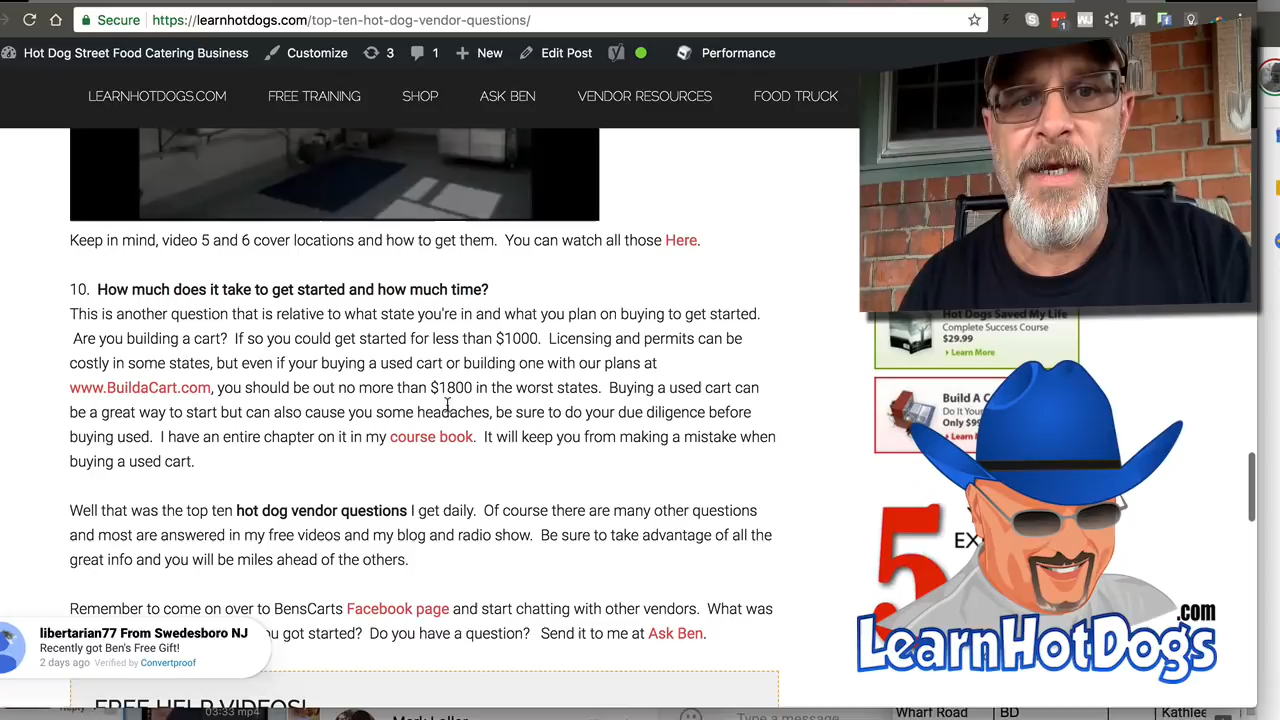 Secure https://learnhotdogs.com/top-ten-hot-dog-vendor-questions/
Hot Dog Street Food Catering Business Customize 3 1 New Edit Post Performance
LEARNHOTDOGS.COM FREE TRAINING SHOP ASK BEN VENDOR RESOURCES FOOD TRUCK
Keep in mind, video 5 and 6 cover locations and how to get them. You can watch all those Here.
10. How much does it take to get started and how much time?
This is another question that is relative to what state you're in and what you plan on buying to get started.
Are you building a cart? If so you could get started for less than $1000. Licensing and permits can be
costly in some states, but even if your buying a used cart or building one with our plans at
www.BuildaCart.com, you should be out no more than $1800 in the worst states. Buying a used cart can
be a great way to start but can also cause you some headaches, be sure to do your due diligence before
buying used. I have an entire chapter on it in my course book. It will keep you from making a mistake when
buying a used cart.
Well that was the top ten hot dog vendor questions I get daily. Of course there are many other questions
and most are answered in my free videos and my blog and radio show. Be sure to take advantage of all the
great info and you will be miles ahead of the others.
Remember to come on over to BensCarts Facebook page and start chatting with other vendors. What was
got started? Do you have a question? Send it to me at Ask Ben.
libertarian77 From Swedesboro NJ
Recently got Ben's Free Gift!
2 days ago Verified by Convertproof
FREE HELP VIDEOS!
Hot Dogs Saved My Life
Complete Success Course
$29.99
Learn More
Build A C
Do It Your
Only $9
Learn
5
EX
.com
LearnHotDogs
03:33 mp4
Type a message
Wharf Road BD